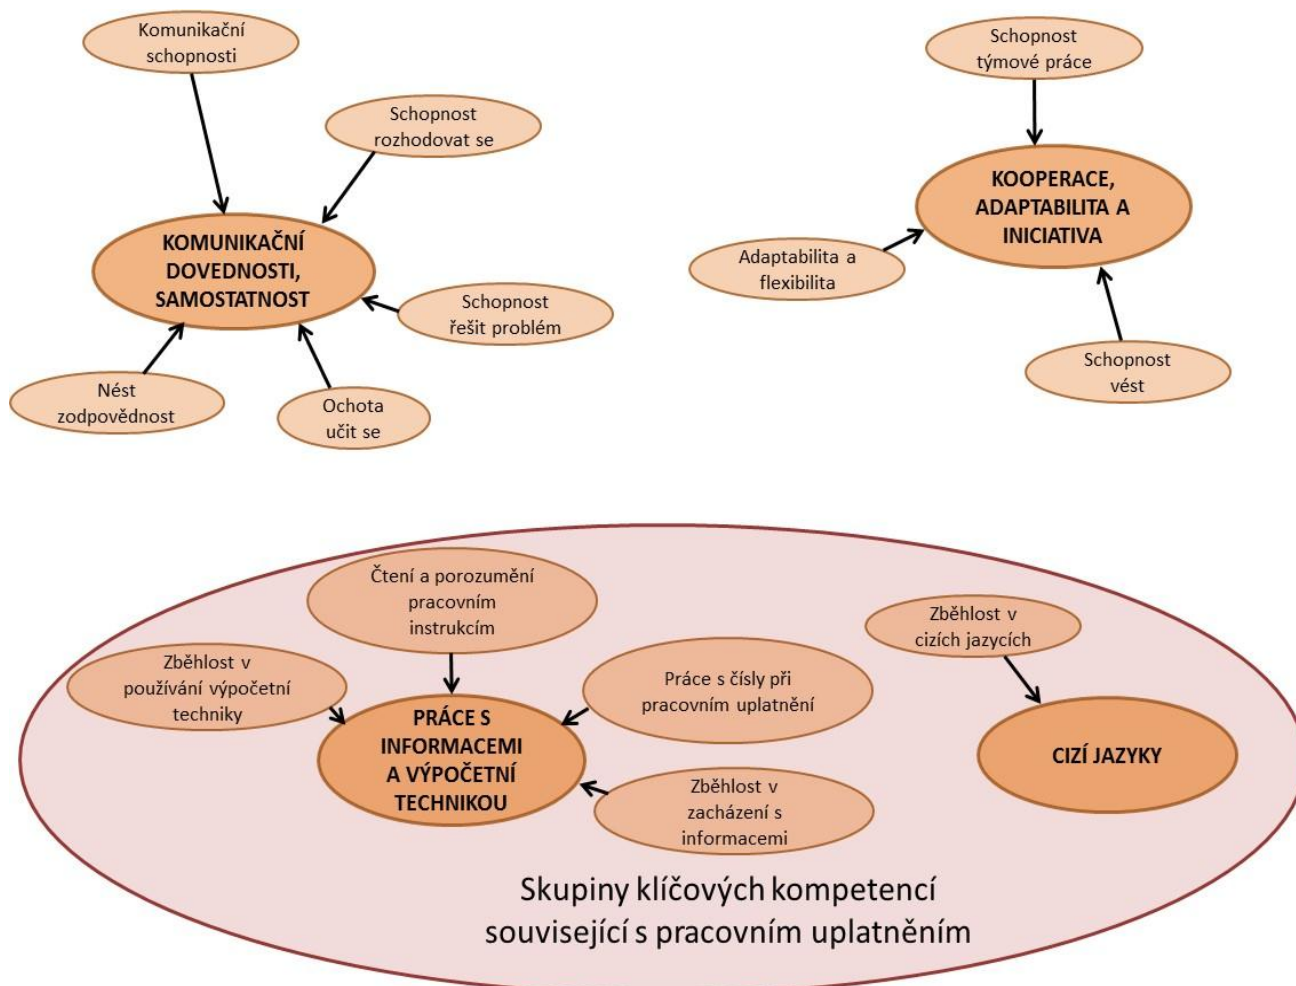 Komunikační
schopnosti
Schopnost
rozhodovat se
KOMUNIKAČNÍ
DOVEDNOSTI,
SAMOSTATNOST
Schopnost
řešit problém
Nést
zodpovědnost
Ochota
učit se
Schopnost
týmové práce
KOOPERACE,
ADAPTABILITA A
INICIATIVA
Adaptabilita a
flexibilita
Schopnost
vést
Čtení a porozumění
pracovním
instrukcím
Zběhlost v
používání výpočetní
techniky
Práce s čísly při
pracovním uplatnění
PRÁCE S
INFORMACEMI
A VÝPOČETNÍ
TECHNIKOU
Zběhlost v
zacházení s
informacemi
Zběhlost v
cizích jazycích
CIZÍ JAZYKY
Skupiny klíčových kompetencí
související s pracovním uplatněním